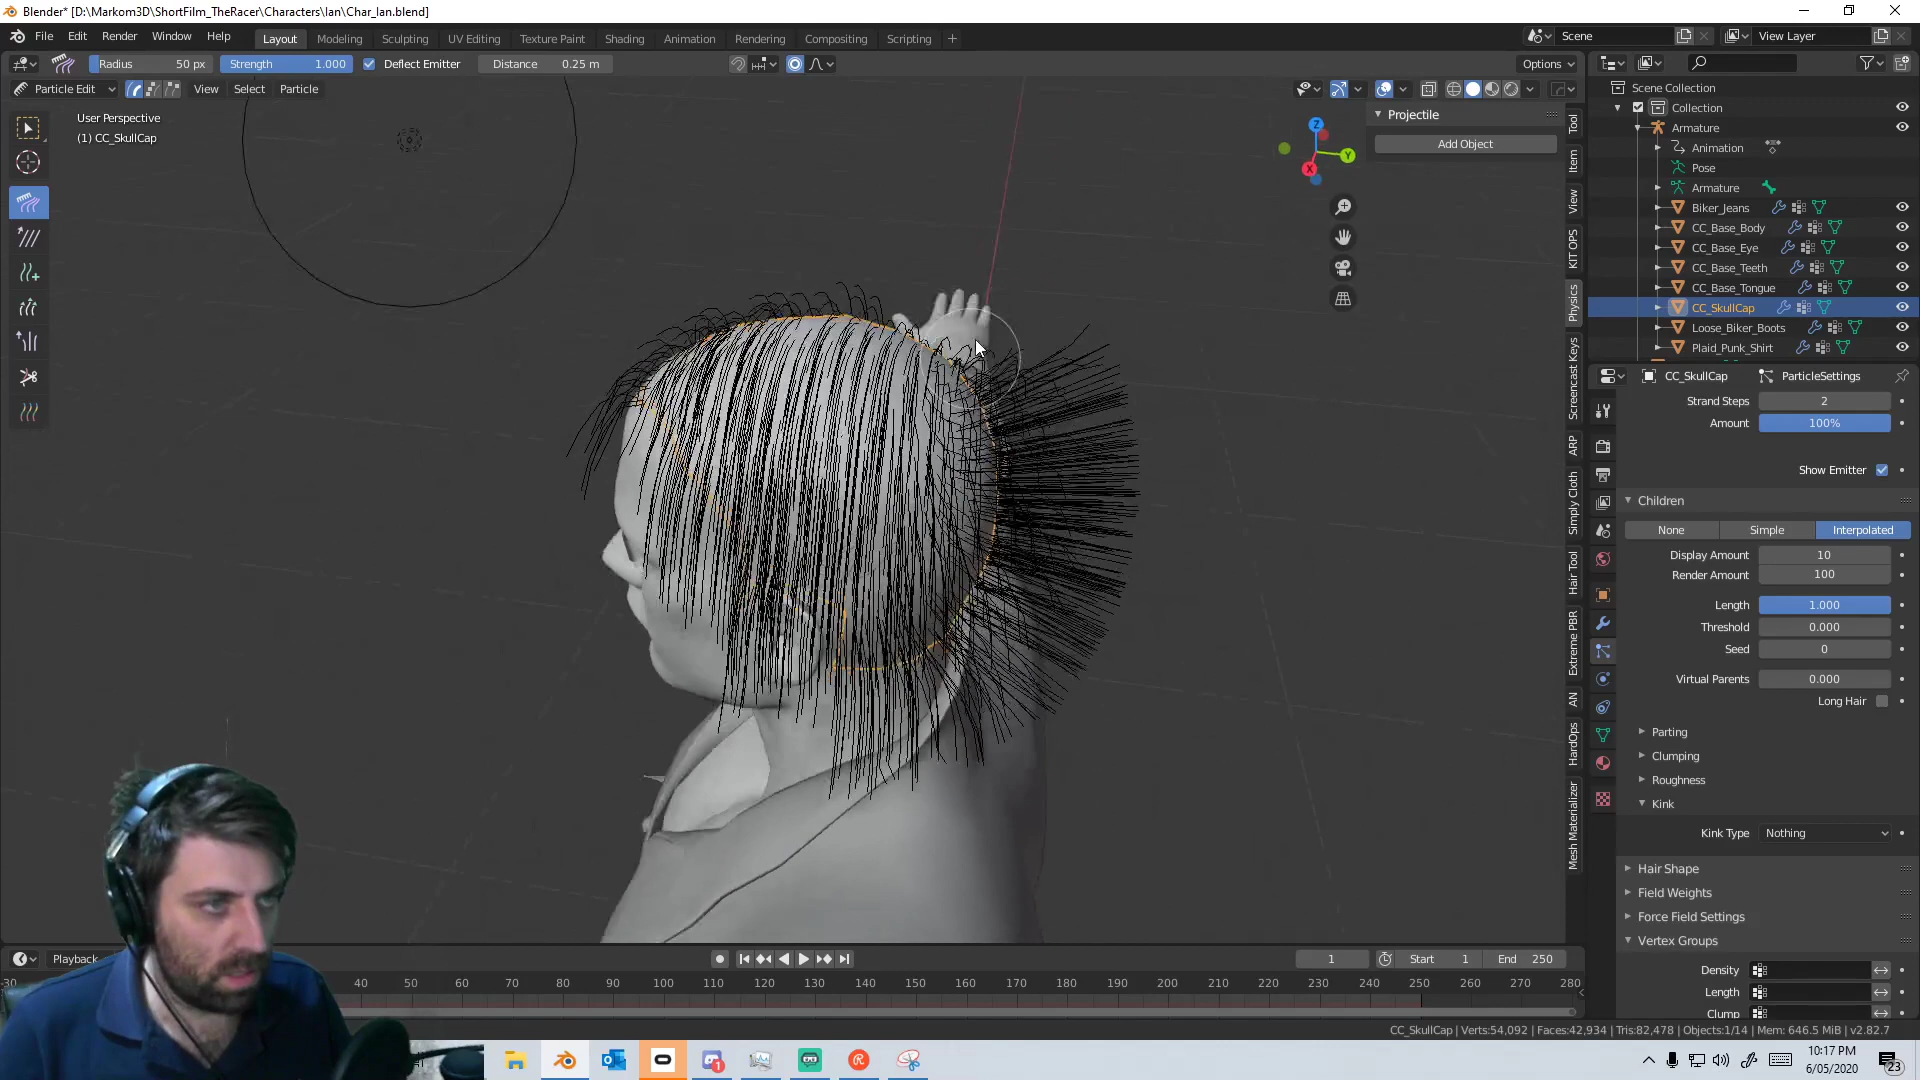 Blender* [D:\Markom3D\ShortFilm_TheRacer\Characters\Ian\Char_Ian.blend]
File Edit Render Window Help
Layout Modeling Sculpting UV Editing Texture Paint Shading Animation Rendering Compositing Scripting +
Scene View Layer
Radius 50 px Strength 1.000 Deflect Emitter Distance 0.25 m Options
Particle Edit View Select Particle
User Perspective
(1) CC_SkullCap
Projectile
Add Object
Z
Y
X
Tool
Item
View
KIT OPS
Physics
Screencast Keys
ARP
Simply Cloth
Hair Tool
Extreme PBR
AN
HardOps
Mesh Materializer
Scene Collection
Collection
Armature
Animation
Pose
Armature
Biker_Jeans
CC_Base_Body
CC_Base_Eye
CC_Base_Teeth
CC_Base_Tongue
CC_SkullCap
Loose_Biker_Boots
Plaid_Punk_Shirt
CC_SkullCap ParticleSettings
Strand Steps 2
Amount 100%
Show Emitter
Children
None Simple Interpolated
Display Amount 10
Render Amount 100
Length 1.000
Threshold 0.000
Seed 0
Virtual Parents 0.000
Long Hair
Parting
Clumping
Roughness
Kink
Kink Type Nothing
Hair Shape
Field Weights
Force Field Settings
Vertex Groups
Density
Length
Clump
Playback 1 Start 1 End 250
-30 40 50 60 70 80 90 100 110 120 130 140 150 160 170 180 190 200 210 220 230 240 250 260 270 280
CC_SkullCap | Verts:54,092 | Faces:42,934 | Tris:82,478 | Objects:1/14 | Mem: 646.5 MiB | v2.82.7
10:17 PM
6/05/2020
23
1